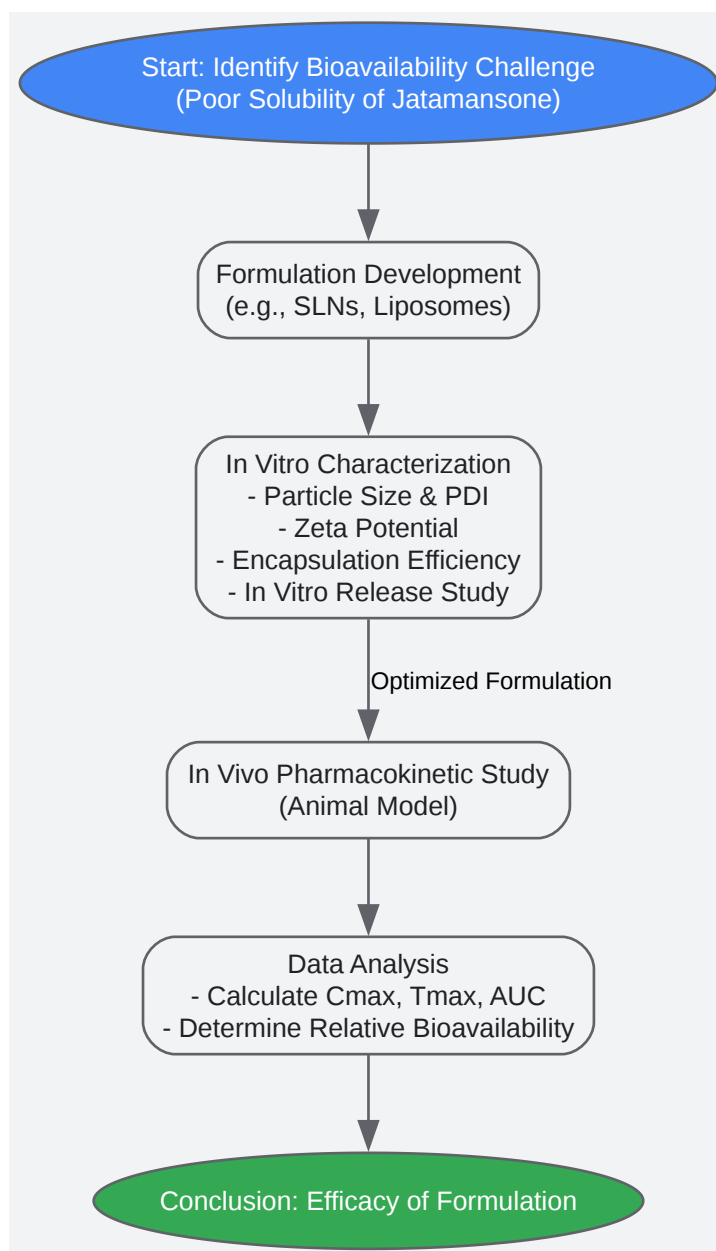 Start: Identify Bioavailability Challenge
(Poor Solubility of Jatamansone)
Formulation Development
(e.g., SLNs, Liposomes)
In Vitro Characterization
- Particle Size & PDI
- Zeta Potential
- Encapsulation Efficiency
- In Vitro Release Study
Optimized Formulation
In Vivo Pharmacokinetic Study
(Animal Model)
Data Analysis
- Calculate Cmax, Tmax, AUC
- Determine Relative Bioavailability
Conclusion: Efficacy of Formulation